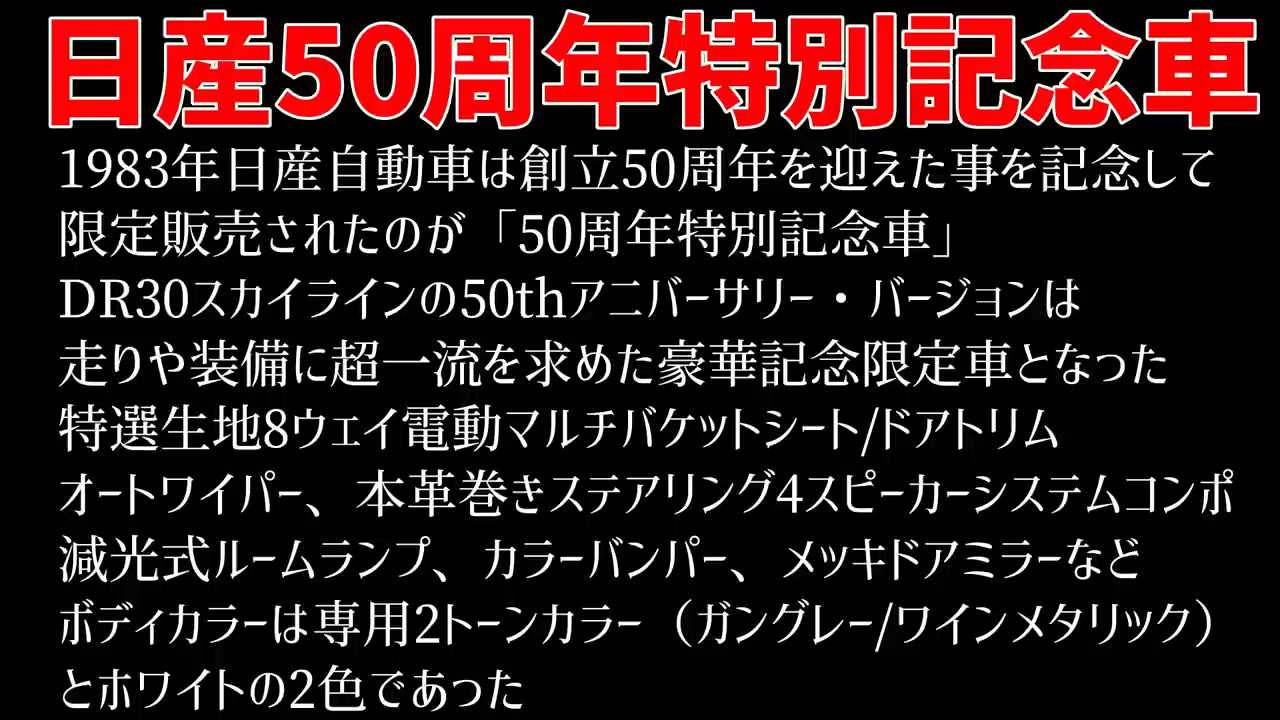 日産50周年特別記念車
1983年日産自動車は創立50周年を迎えた事を記念して
限定販売されたのが「50周年特別記念車」
DR30スカイラインの50thアニバーサリー・バージョンは
走りや装備に超一流を求めた豪華記念限定車となった
特選生地8ウェイ電動マルチバケットシート/ドアトリム
オートワイパー、本革巻きステアリング4スピーカーシステムコンポ
減光式ルームランプ、カラーバンパー、メッキドアミラーなど
ボディカラーは専用2トーンカラー（ガングレー/ワインメタリック）
とホワイトの2色であった